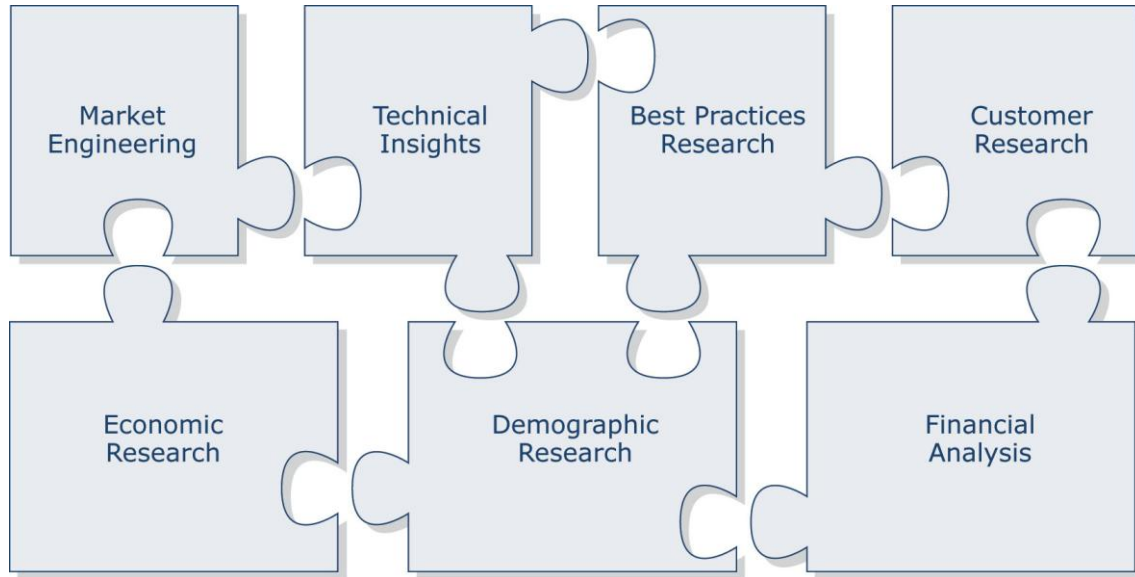 Market
Engineering
Technical
Insights
Best Practices
Research
Customer
Research
Economic
Research
Demographic
Research
Financial
Analysis